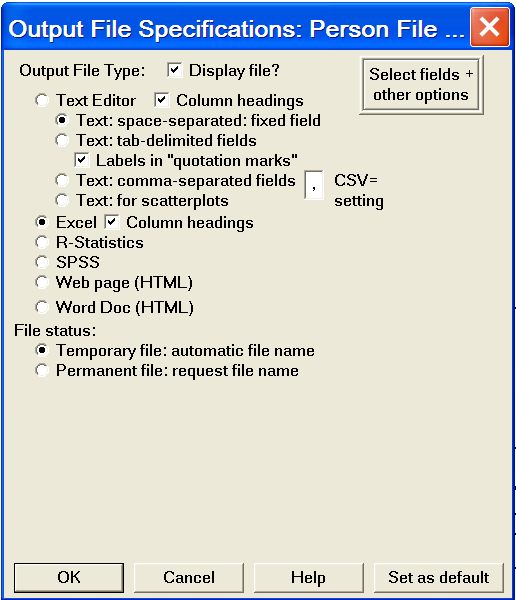 Output File Specifications: Person File ...
Output File Type: Display file?
Select fields +
other options
Text Editor Column headings
Text: space-separated: fixed field
Text: tab-delimited fields
Labels in "quotation marks"
Text: comma-separated fields , CSV=
Text: for scatterplots setting
Excel Column headings
R-Statistics
SPSS
Web page (HTML)
Word Doc (HTML)
File status:
Temporary file: automatic file name
Permanent file: request file name
OK Cancel Help Set as default